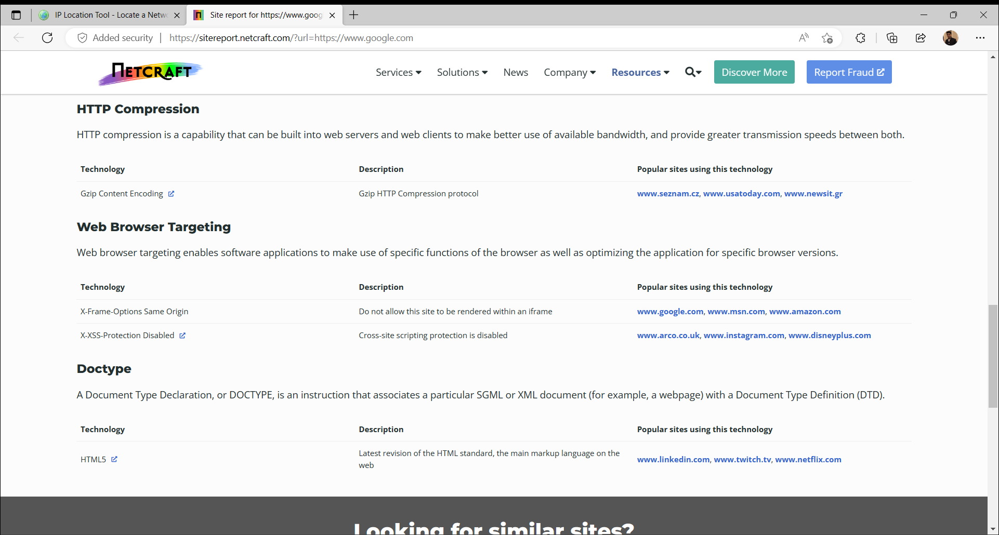 IP Location Tool - Locate a Netw
Site report for https://www.goog
Added security
https://sitereport.netcraft.com/?url=https://www.google.com
NETCRAFT
Services
Solutions
News
Company
Resources
Discover More
Report Fraud
HTTP Compression
HTTP compression is a capability that can be built into web servers and web clients to make better use of available bandwidth, and provide greater transmission speeds between both.
Technology Description Popular sites using this technology
Gzip Content Encoding Gzip HTTP Compression protocol www.seznam.cz, www.usatoday.com, www.newsit.gr
Web Browser Targeting
Web browser targeting enables software applications to make use of specific functions of the browser as well as optimizing the application for specific browser versions.
Technology Description Popular sites using this technology
X-Frame-Options Same Origin Do not allow this site to be rendered within an iframe www.google.com, www.msn.com, www.amazon.com
X-XSS-Protection Disabled Cross-site scripting protection is disabled www.arco.co.uk, www.instagram.com, www.disneyplus.com
Doctype
A Document Type Declaration, or DOCTYPE, is an instruction that associates a particular SGML or XML document (for example, a webpage) with a Document Type Definition (DTD).
Technology Description Popular sites using this technology
HTML5 Latest revision of the HTML standard, the main markup language on the
web www.linkedin.com, www.twitch.tv, www.netflix.com
Looking for similar sites?